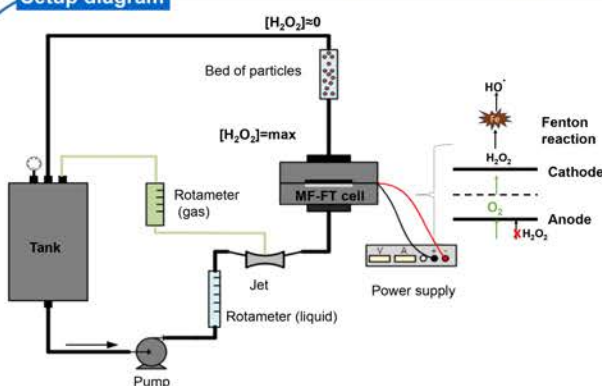 Setup diagram
[H₂O₂]≈0
Bed of particles
[H₂O₂]=max
MF-FT cell
Rotameter
(gas)
Tank
Jet
Rotameter (liquid)
Pump
V A + -
Power supply
HO·
Fe
Fenton
reaction
H₂O₂
Cathode
O₂
Anode
X H₂O₂